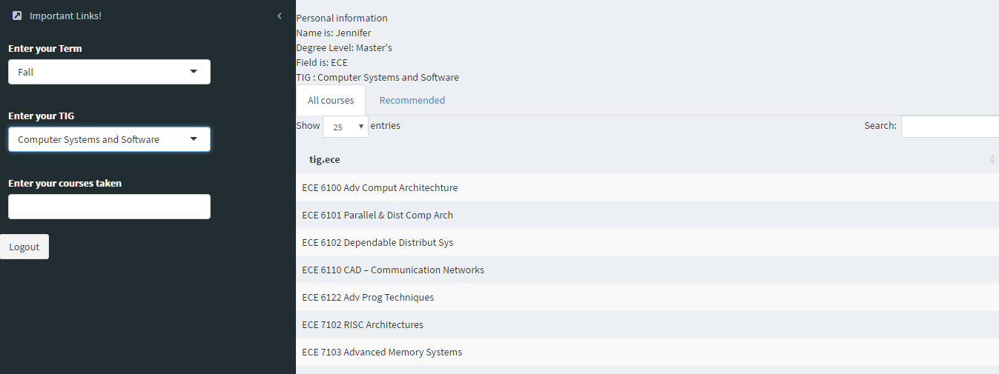 Important Links!
Enter your Term
Fall
Enter your TIG
Computer Systems and Software
Enter your courses taken
Logout
Personal information
Name is: Jennifer
Degree Level: Master's
Field is: ECE
TIG : Computer Systems and Software
All courses Recommended
Show 25 entries Search:
tig.ece
ECE 6100 Adv Comput Architechture
ECE 6101 Parallel & Dist Comp Arch
ECE 6102 Dependable Distribut Sys
ECE 6110 CAD – Communication Networks
ECE 6122 Adv Prog Techniques
ECE 7102 RISC Architectures
ECE 7103 Advanced Memory Systems